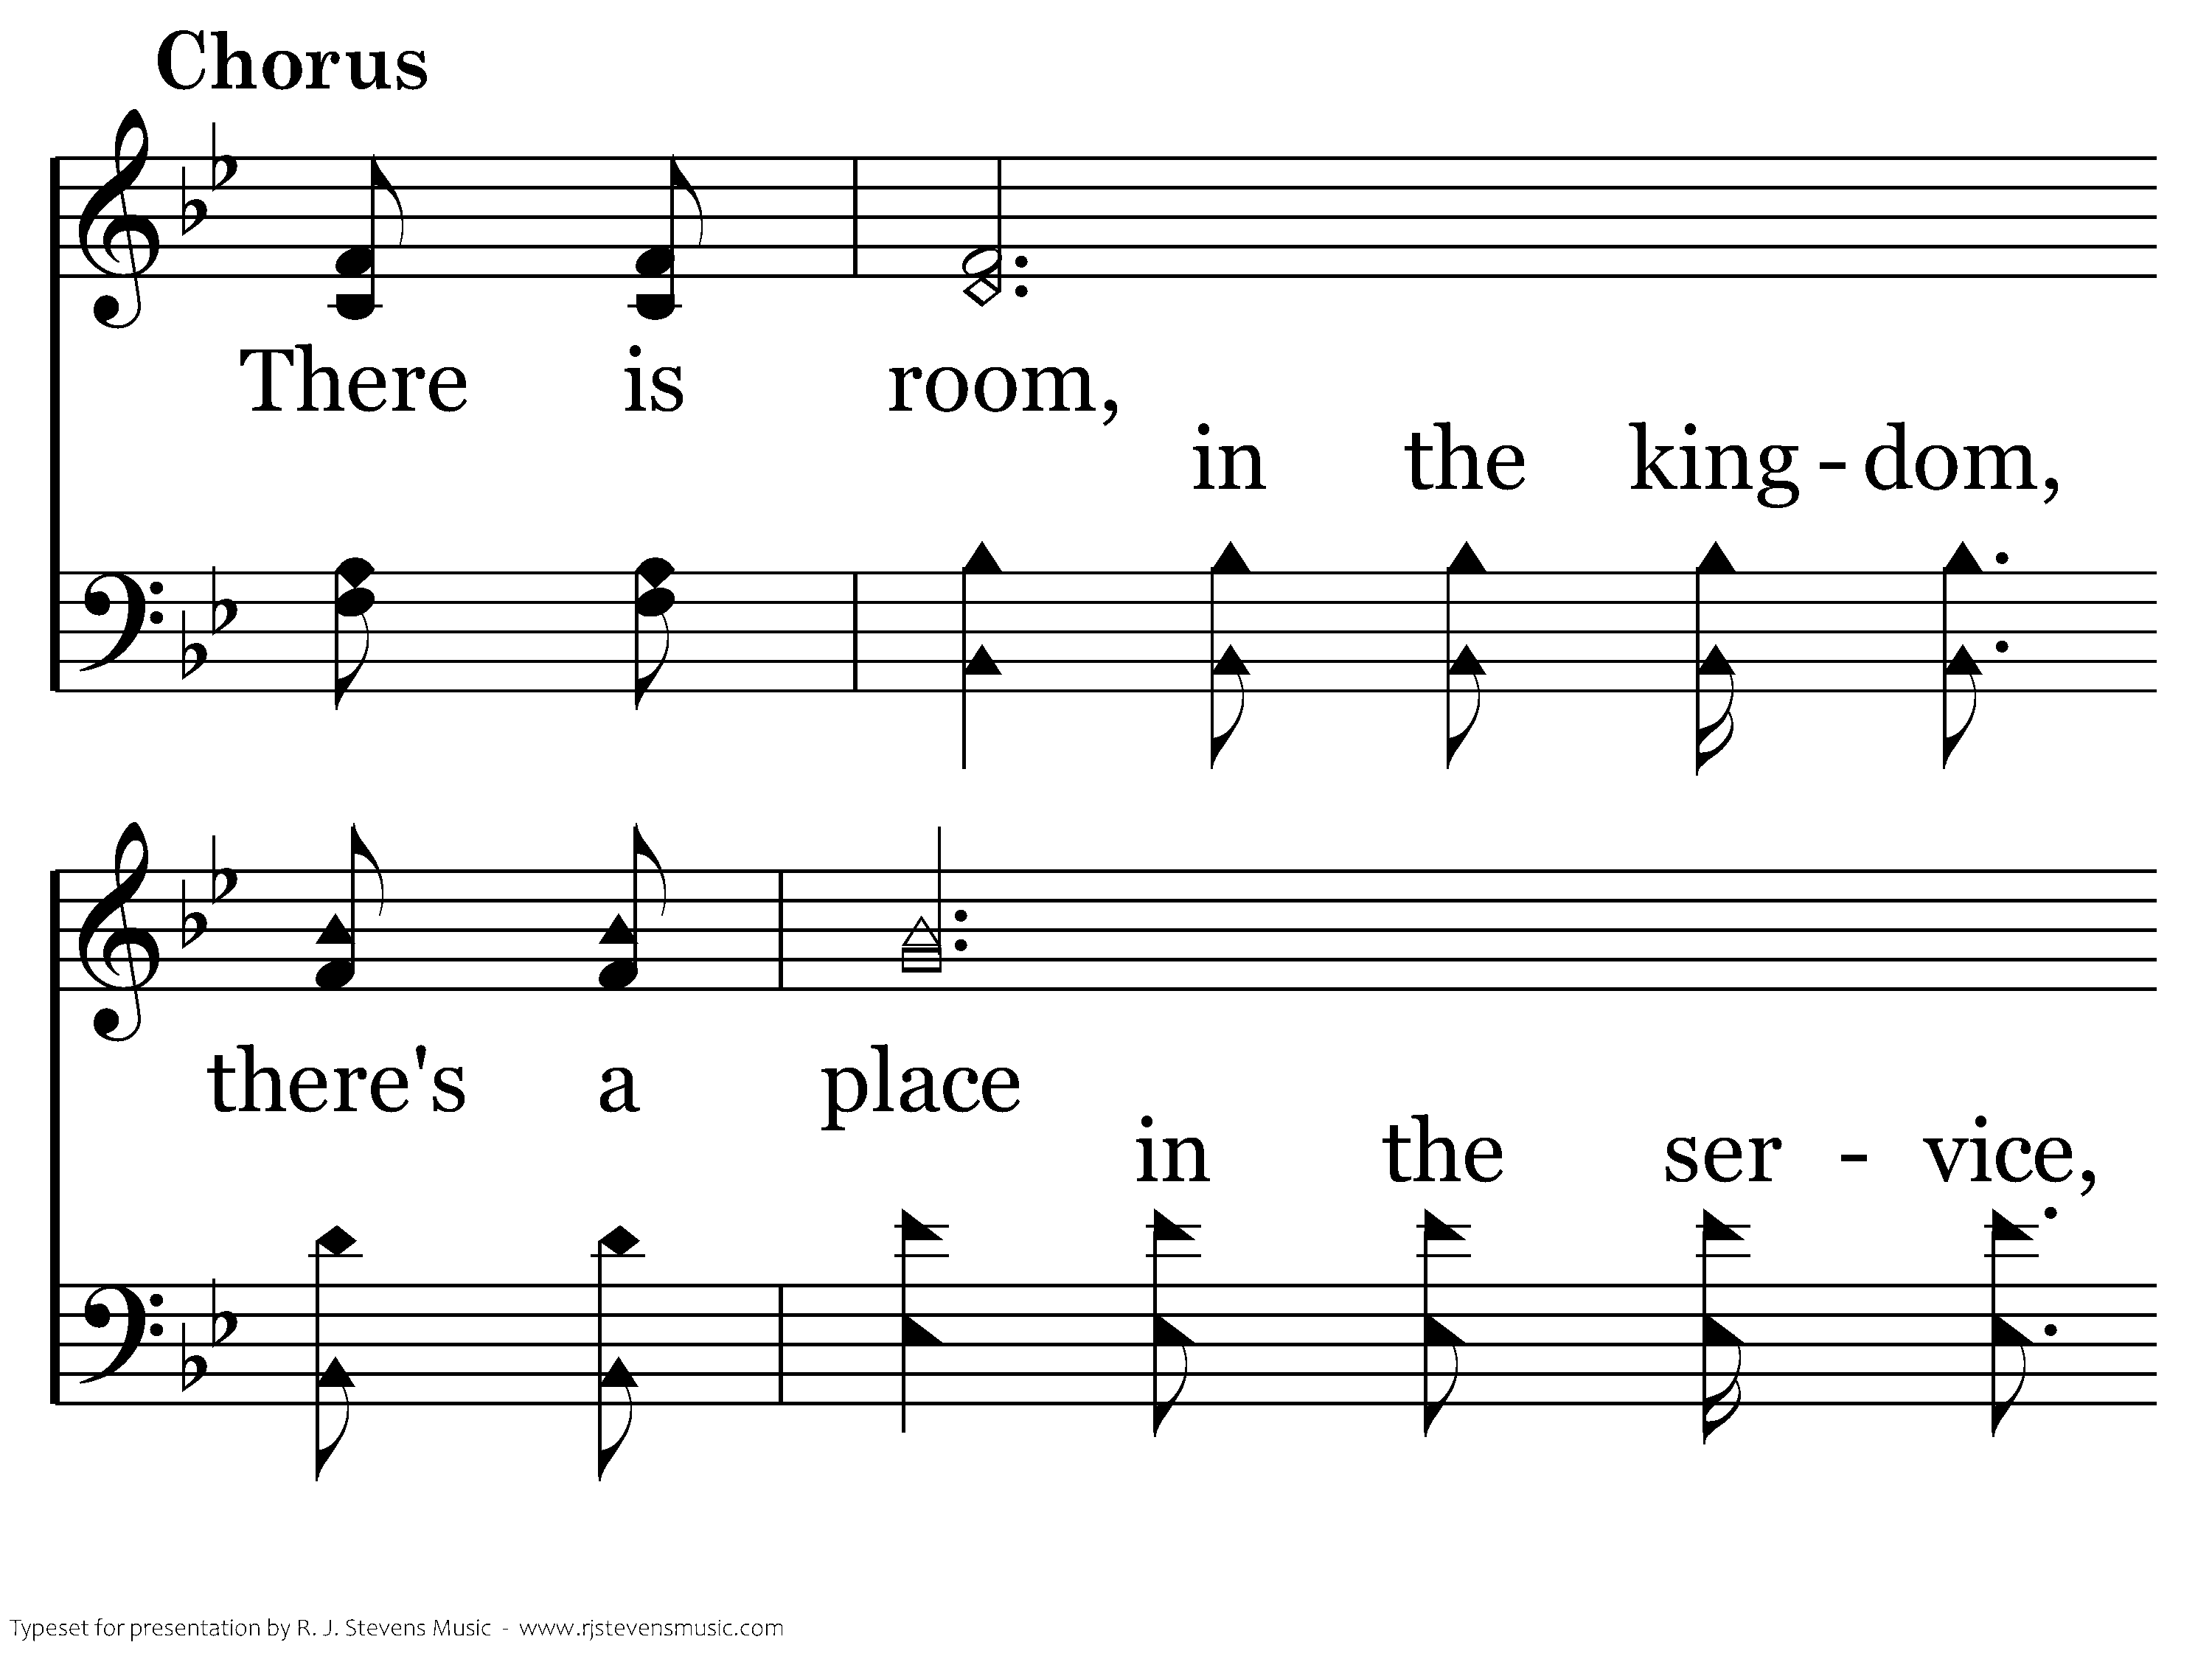 Chorus
There is room,
in the king - dom,
there's a place
in the ser - vice,
Typeset for presentation by R. J. Stevens Music - www.rjstevensmusic.com